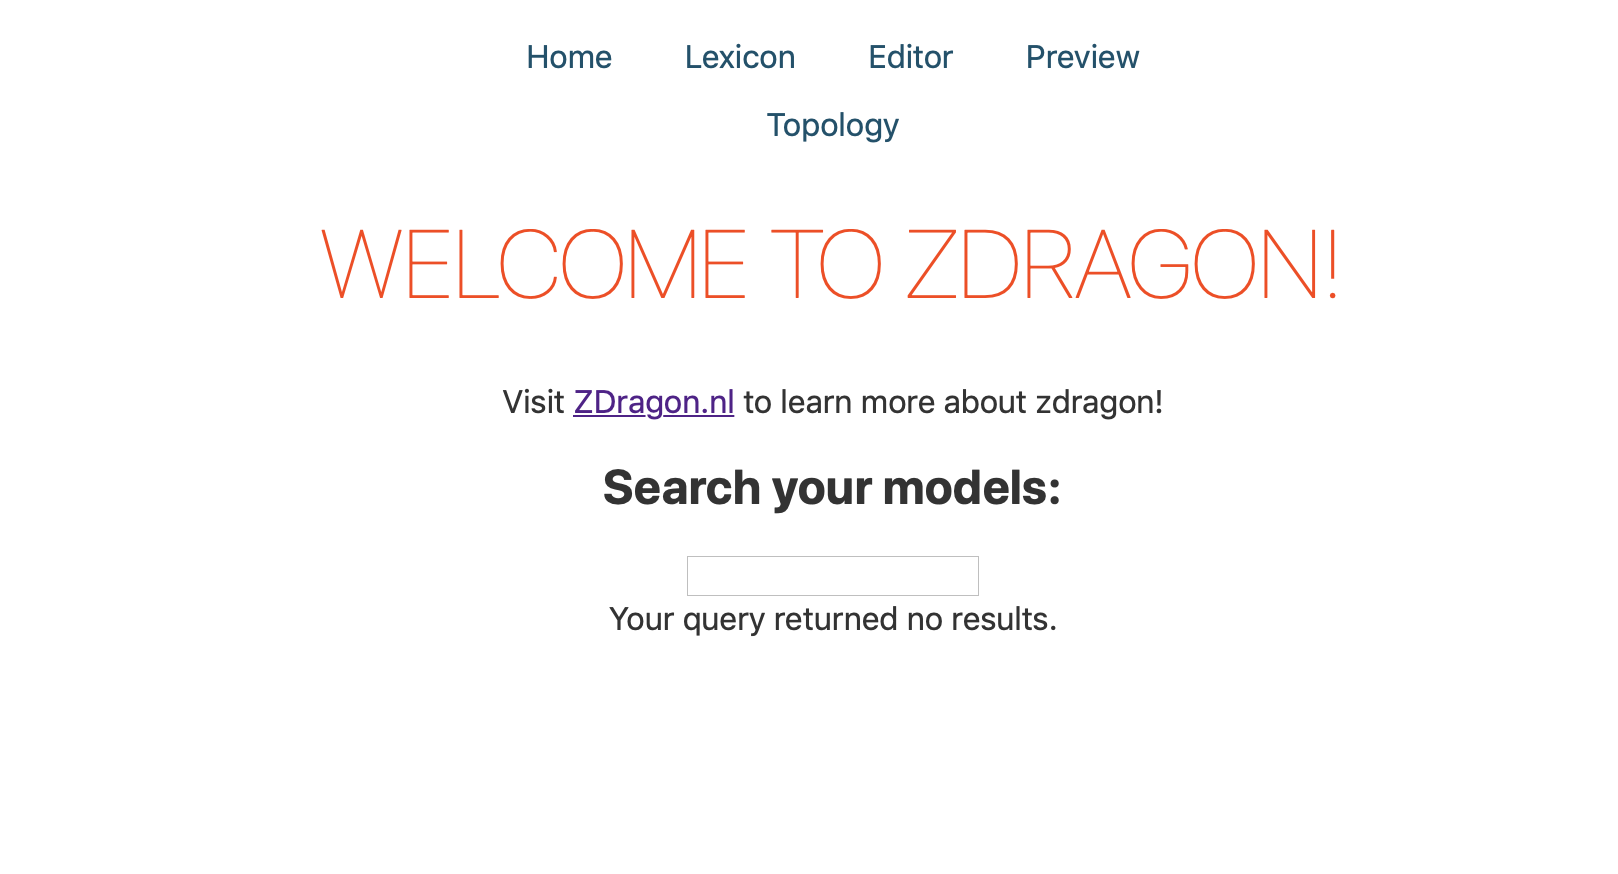 Home Lexicon Editor Preview
Topology
WELCOME TO ZDRAGON!
Visit ZDragon.nl to learn more about zdragon!
Search your models:
Your query returned no results.